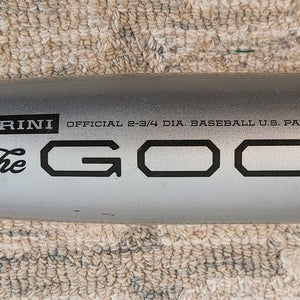 RINI OFFICIAL 2-3/4 DIA. BASEBALL U.S. PA
The GOO